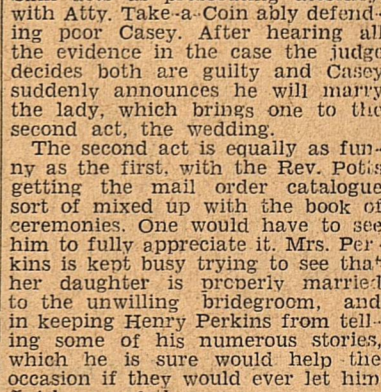 with Atty. Take-a-Coin ably defend-
ing poor Casey. After hearing all
the evidence in the case the judge
decides both are guilty and Casey
suddenly announces he will marry
the lady, which brings one to the
second act, the wedding.
The second act is equally as fun-
ny as the first, with the Rev. Potis
getting the mail order catalogue
sort of mixed up with the book of
ceremonies. One would have to see
him to fully appreciate it. Mrs. Per
kins is kept busy trying to see that
her daughter is properly married
to the unwilling bridegroom, and
in keeping Henry Perkins from tell-
ing some of his numerous stories,
which he is sure would help the
occasion if they would ever let him